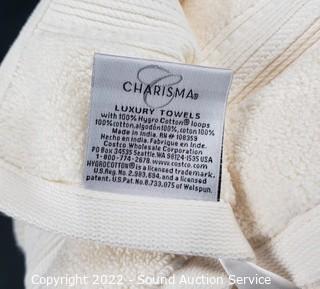 CHARISMA®
LUXURY TOWELS
with 100% Hygro Cotton® loops
100%cotton,algodón100%,coton 100%
Made in India. RN# 108359
Hecho en India. Fabrique en Inde.
Costco Wholesale Corporation
PO BOX 34535 Seattle, WA 98124-1535 USA
1-800-774-2678 www.costco.com
HYGROCOTTON® is a licensed trademark.
U.S.Reg.No. 2,983,694, and a licensed
patent. U.S.Pat.No.8,733,075 of Welspun.
Copyright 2022 - Sound Auction Service